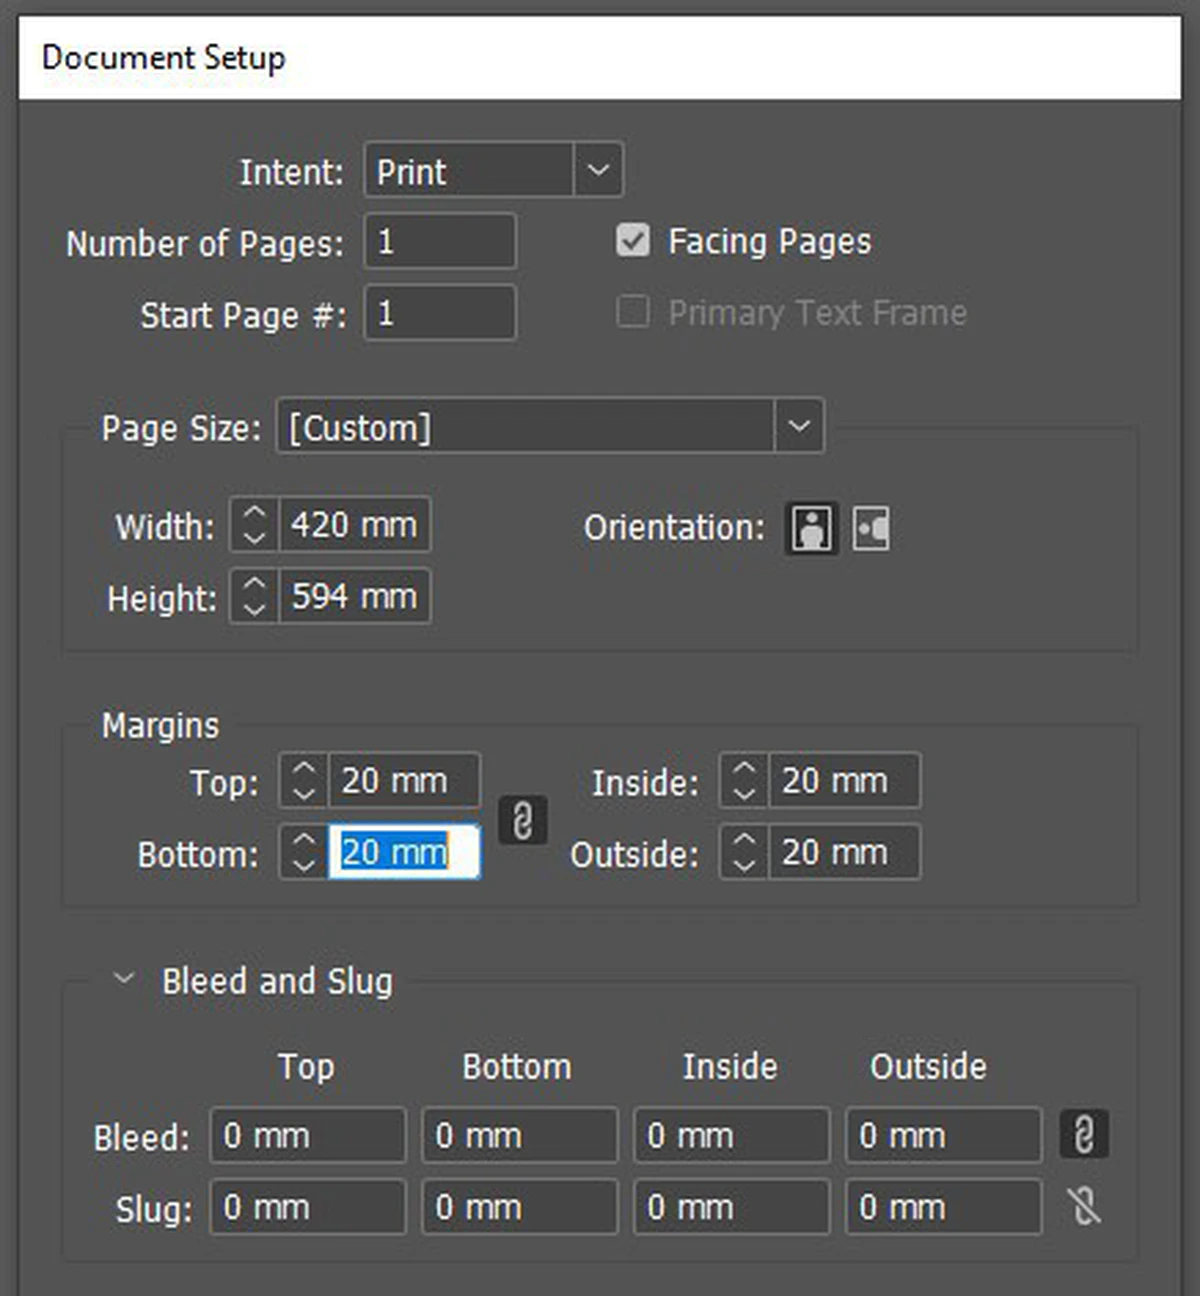 Document Setup
Intent: Print
Number of Pages: 1 Facing Pages
Start Page #: 1 Primary Text Frame
Page Size: [Custom]
Width: 420 mm Orientation:
Height: 594 mm
Margins
Top: 20 mm Inside: 20 mm
Bottom: 20 mm Outside: 20 mm
Bleed and Slug
Top Bottom Inside Outside
Bleed: 0 mm 0 mm 0 mm 0 mm
Slug: 0 mm 0 mm 0 mm 0 mm